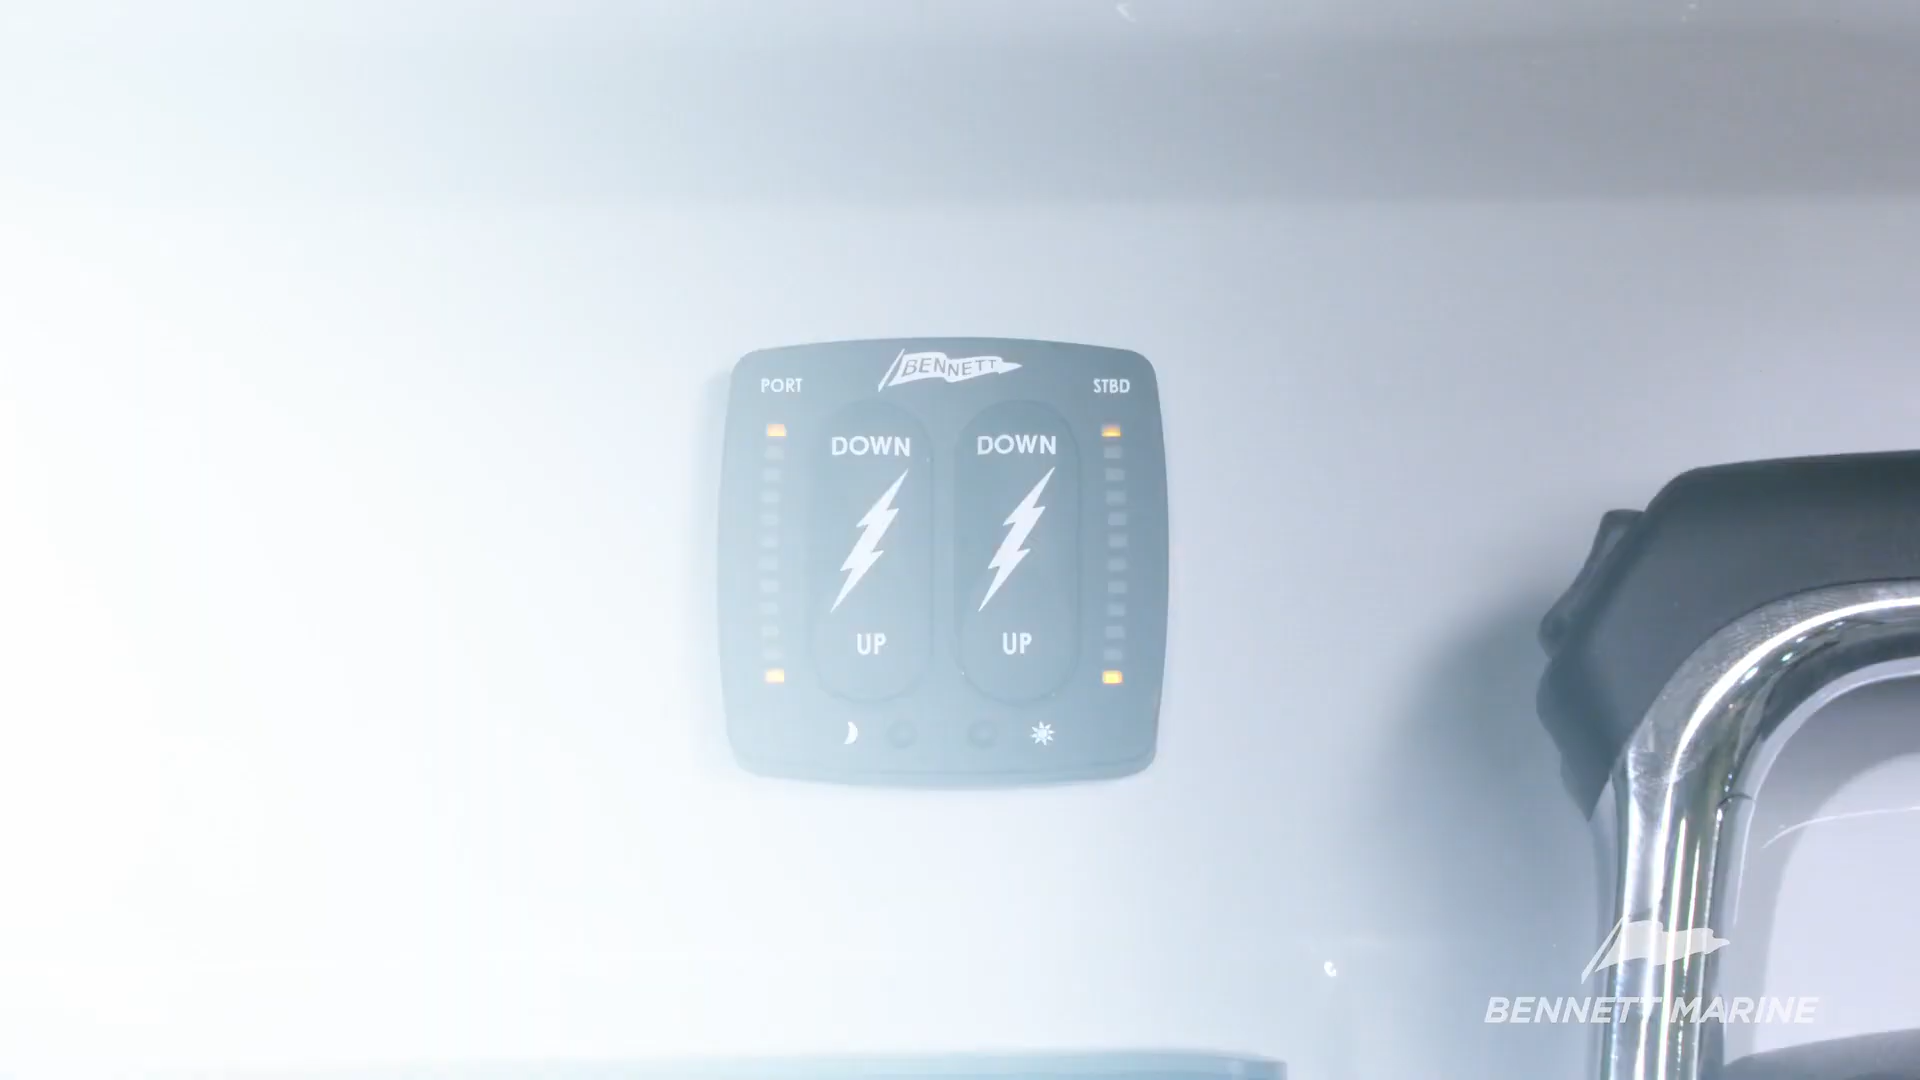 BENNETT
PORT
STBD
DOWN
DOWN
UP
UP
BENNETT MARINE